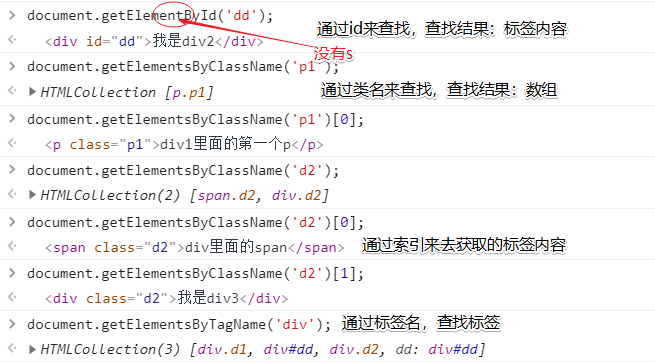 document.getElementById('dd');
通过id来查找，查找结果：标签内容
<div id="dd">我是div2</div>
没有s
document.getElementsByClassName('p1');
HTMLCollection [p.p1]
通过类名来查找，查找结果：数组
document.getElementsByClassName('p1')[0];
<p class="p1">div1里面的第一个p</p>
document.getElementsByClassName('d2');
HTMLCollection(2) [span.d2, div.d2]
document.getElementsByClassName('d2')[0];
<span class="d2">div里面的span</span> 通过索引来去获取的标签内容
document.getElementsByClassName('d2')[1];
<div class="d2">我是div3</div>
document.getElementsByTagName('div'); 通过标签名，查找标签
HTMLCollection(3) [div.d1, div#dd, div.d2, dd: div#dd]